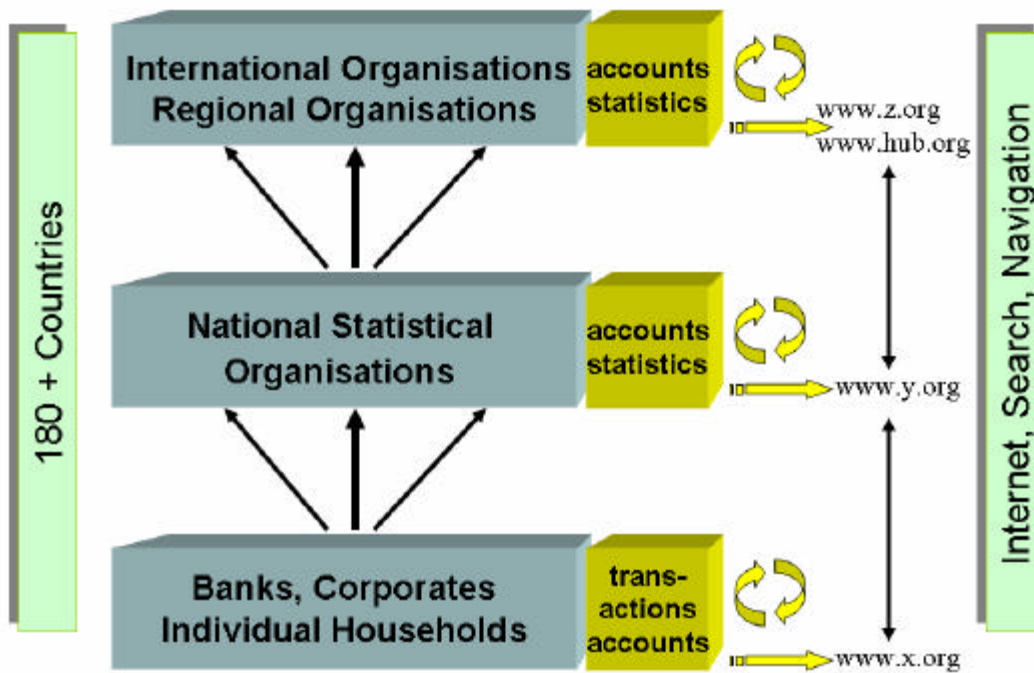 180 + Countries
International Organisations
Regional Organisations
accounts
statistics
www.z.org
www.hub.org
National Statistical
Organisations
accounts
statistics
www.y.org
Banks, Corporates
Individual Households
trans-
actions
accounts
www.x.org
Internet, Search, Navigation